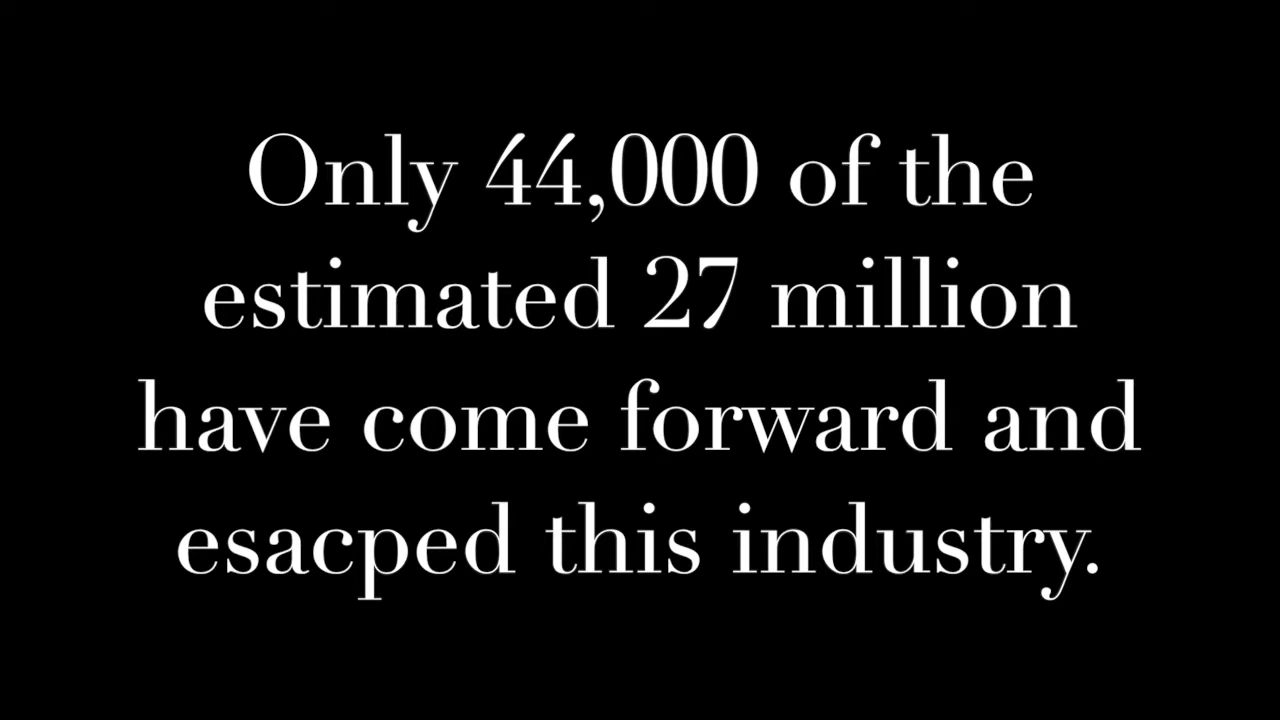 Only 44,000 of the
estimated 27 million
have come forward and
esacped this industry.